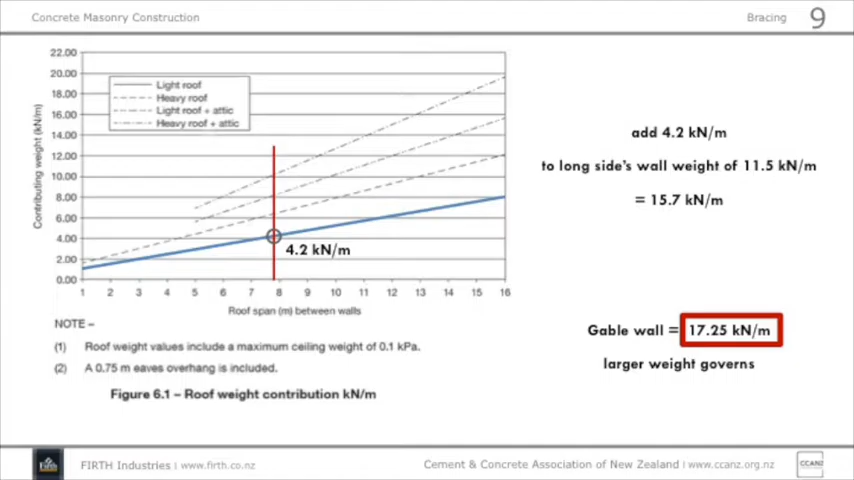 Concrete Masonry Construction
Bracing 9
22.00
20.00
18.00
16.00
14.00
12.00
10.00
8.00
6.00
4.00
2.00
0.00
Contributing weight (kN/m)
Light roof
Heavy roof
Light roof + attic
Heavy roof + attic
4.2 kN/m
1 2 3 4 5 6 7 8 9 10 11 12 13 14 15 16
Roof span (m) between walls
NOTE –
(1) Roof weight values include a maximum ceiling weight of 0.1 kPa.
(2) A 0.75 m eaves overhang is included.
Figure 6.1 – Roof weight contribution kN/m
add 4.2 kN/m
to long side's wall weight of 11.5 kN/m
= 15.7 kN/m
Gable wall = 17.25 kN/m
larger weight governs
FIRTH Industries | www.firth.co.nz
Cement & Concrete Association of New Zealand | www.ccanz.org.nz
CCANZ